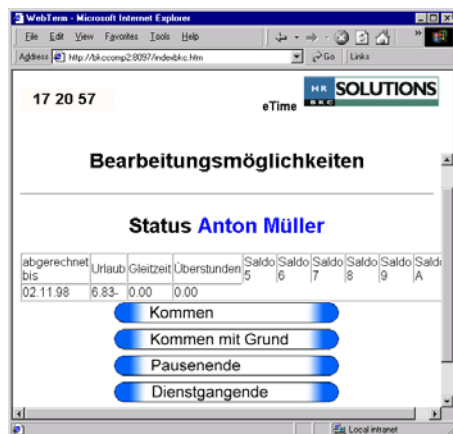 WebTerm - Microsoft Internet Explorer
File Edit View Favorites Tools Help »
Address http://bkccomp2:8097/indexbkc.htm Go Links
17 20 57
eTime HR BKC SOLUTIONS
Bearbeitungsmöglichkeiten
Status Anton Müller
abgerechnet bis Urlaub Gleitzeit Überstunden Saldo 5 Saldo 6 Saldo 7 Saldo 8 Saldo 9 Saldo A
02.11.98 6.83- 0.00 0.00
Kommen
Kommen mit Grund
Pausenende
Dienstgangende
Local intranet